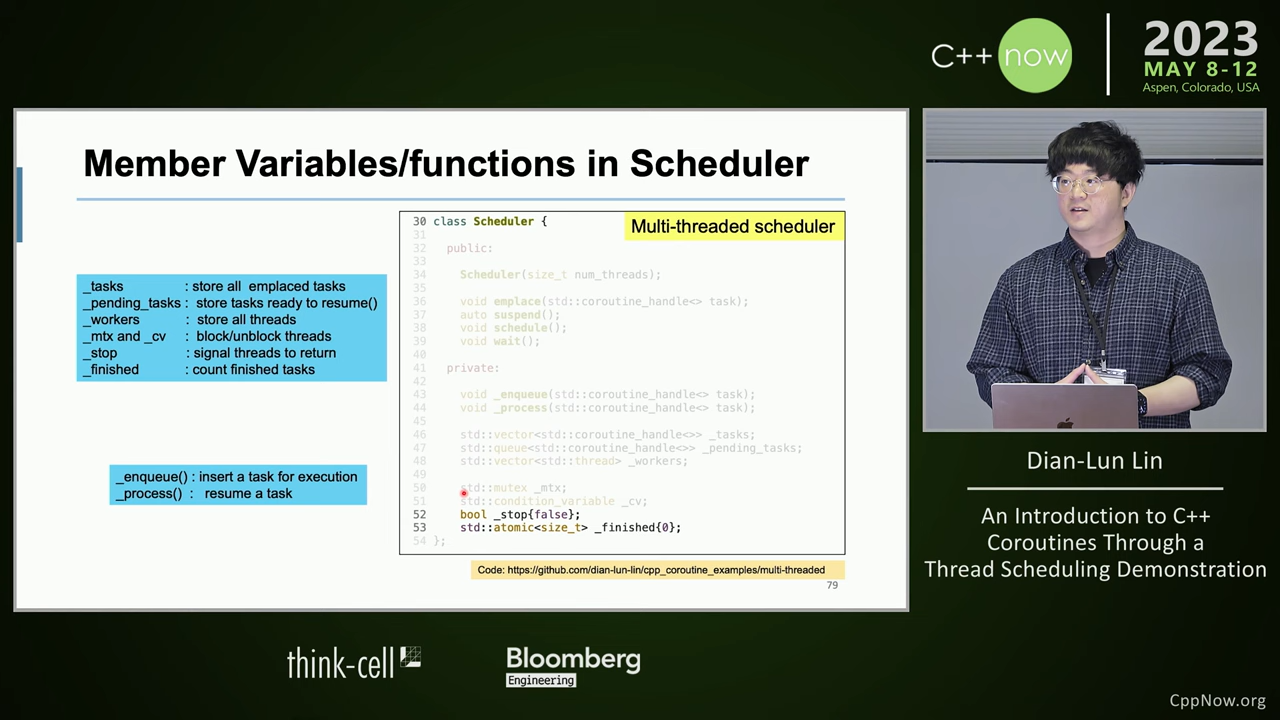 C++ now
2023
MAY 8-12
Aspen, Colorado, USA
Member Variables/functions in Scheduler
_tasks : store all emplaced tasks
_pending_tasks : store tasks ready to resume()
_workers : store all threads
_mtx and _cv : block/unblock threads
_stop : signal threads to return
_finished : count finished tasks
_enqueue() : insert a task for execution
_process() : resume a task
Multi-threaded scheduler
30 class Scheduler {
31
32 public:
33
34 Scheduler(size_t num_threads);
35
36 void emplace(std::coroutine_handle<> task);
37 auto suspend();
38 void schedule();
39 void wait();
40
41 private:
42
43 void _enqueue(std::coroutine_handle<> task);
44 void _process(std::coroutine_handle<> task);
45
46 std::vector<std::coroutine_handle<>> _tasks;
47 std::queue<std::coroutine_handle<>> _pending_tasks;
48 std::vector<std::thread> _workers;
49
50 std::mutex _mtx;
51 std::condition_variable _cv;
52 bool _stop{false};
53 std::atomic<size_t> _finished{0};
54 };
Code: https://github.com/dian-lun-lin/cpp_coroutine_examples/multi-threaded
79
Dian-Lun Lin
An Introduction to C++
Coroutines Through a
Thread Scheduling Demonstration
think-cell
Bloomberg
Engineering
CppNow.org